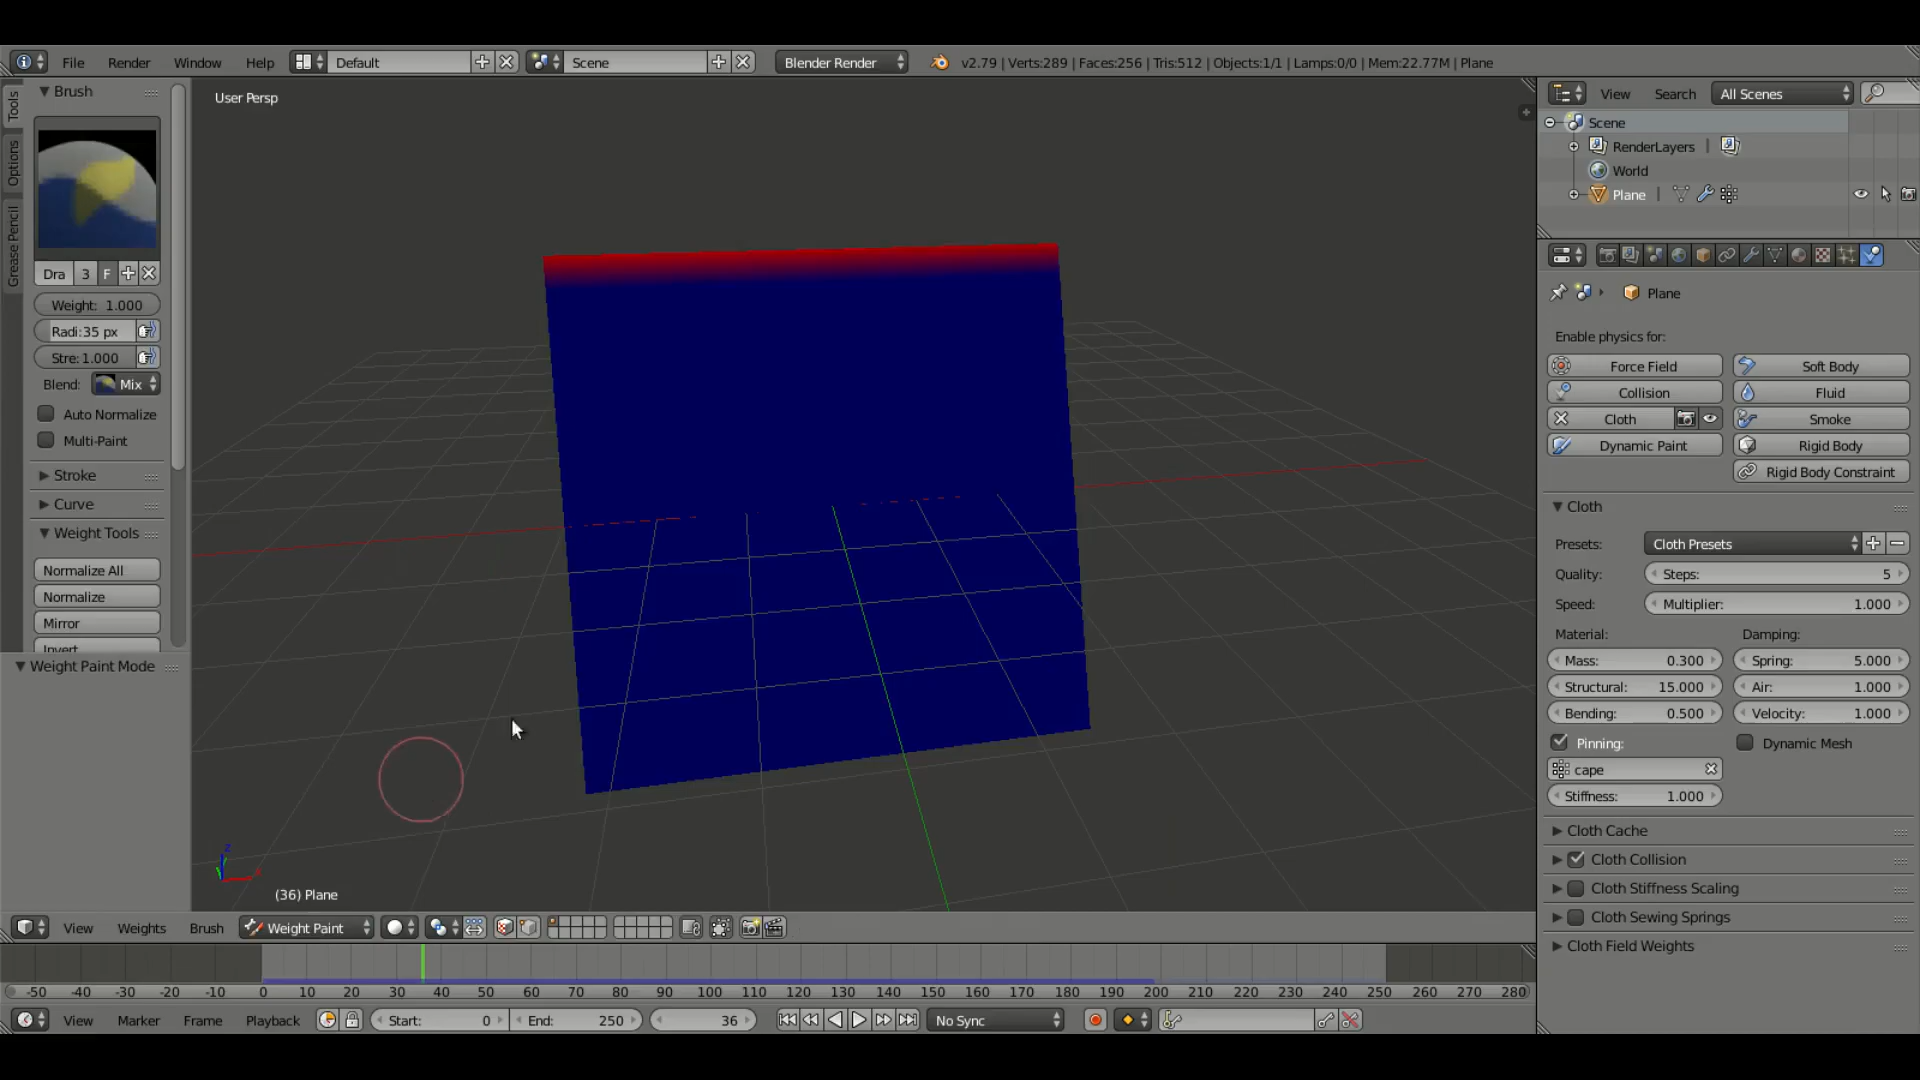 File Render Window Help Default Scene Blender Render v2.79 | Verts:289 | Faces:256 | Tris:512 | Objects:1/1 | Lamps:0/0 | Mem:22.77M | Plane
Tools
Options
Grease Pencil
Brush
Dra 3 F
Weight: 1.000
Radi:35 px
Stre: 1.000
Blend: Mix
Auto Normalize
Multi-Paint
Stroke
Curve
Weight Tools
Normalize All
Normalize
Mirror
Invert
Weight Paint Mode
User Persp
z
(36) Plane
View Weights Brush Weight Paint
-50 -40 -30 -20 -10 0 10 20 30 40 50 60 70 80 90 100 110 120 130 140 150 160 170 180 190 200 210 220 230 240 250 260 270 280
View Marker Frame Playback Start: 0 End: 250 36 No Sync
View Search All Scenes
Scene
RenderLayers
World
Plane
Plane
Enable physics for:
Force Field Soft Body
Collision Fluid
Cloth Smoke
Dynamic Paint Rigid Body
Rigid Body Constraint
Cloth
Presets: Cloth Presets
Quality: Steps: 5
Speed: Multiplier: 1.000
Material: Damping:
Mass: 0.300 Spring: 5.000
Structural: 15.000 Air: 1.000
Bending: 0.500 Velocity: 1.000
Pinning: Dynamic Mesh
cape
Stiffness: 1.000
Cloth Cache
Cloth Collision
Cloth Stiffness Scaling
Cloth Sewing Springs
Cloth Field Weights